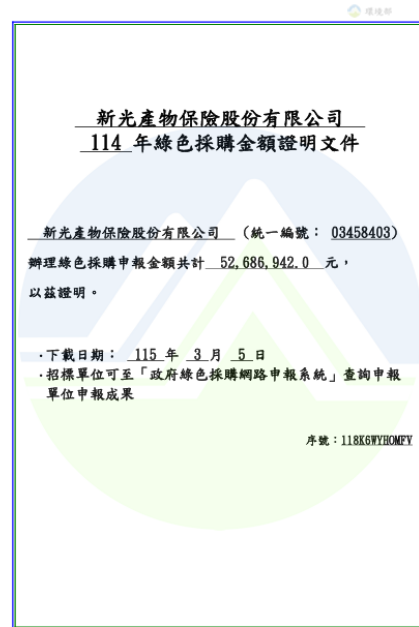 環境部
新光產物保險股份有限公司
114 年綠色採購金額證明文件
新光產物保險股份有限公司 (統一編號： 03458403)
辦理綠色採購申報金額共計 52,686,942.0 元，
以茲證明。
·下載日期： 115 年 3 月 5 日
·招標單位可至「政府綠色採購網路申報系統」查詢申報
單位申報成果
序號：118K6WYHOMFV